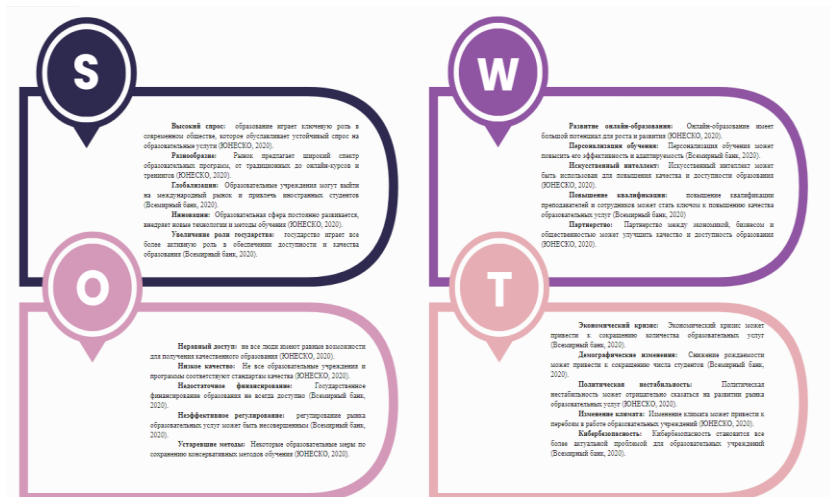 S
Высокий спрос: образование играет ключевую роль в
современном обществе, которое обуславливает устойчивый спрос на
образовательные услуги (ЮНЕСКО, 2020).
Разнообразие: Рынок предлагает широкий спектр
образовательных программ, от традиционных до онлайн-курсов и
тренингов (ЮНЕСКО, 2020).
Глобализация: Образовательные учреждения могут выйти
на международный рынок и привлечь иностранных студентов
(Всемирный банк, 2020).
Инновации: Образовательная сфера постоянно развивается,
внедряет новые технологии и методы обучения (ЮНЕСКО, 2020).
Увеличение роли государства: государство играет все
более активную роль в обеспечении доступности и качества
образования (Всемирный банк, 2020).
W
Развитие онлайн-образования: Онлайн-образование имеет
большой потенциал для роста и развития (ЮНЕСКО, 2020).
Персонализация обучения: Персонализация обучения может
повысить его эффективность и адаптируемость (Всемирный банк, 2020).
Искусственный интеллект: Искусственный интеллект может
быть использован для повышения качества и доступности образования
(ЮНЕСКО, 2020).
Повышение квалификации: повышение квалификации
преподавателей и сотрудников может стать ключом к повышению качества
образовательных услуг (Всемирный банк, 2020)
Партнерство: Партнерство между экономикой, бизнесом и
общественностью может улучшить качество и доступность образования
(ЮНЕСКО, 2020).
O
Неравный доступ: не все люди имеют равные возможности
для получения качественного образования (ЮНЕСКО, 2020).
Низкое качество: Не все образовательные учреждения и
программы соответствуют стандартам качества (ЮНЕСКО, 2020).
Недостаточное финансирование: Государственное
финансирование образования не всегда доступно (Всемирный банк,
2020).
Неэффективное регулирование: регулирование рынка
образовательных услуг может быть несовершенным (Всемирный банк,
2020).
Устаревшие методы: Некоторые образовательные меры по
сохранению консервативных методов обучения (ЮНЕСКО, 2020).
T
Экономический кризис: Экономический кризис может
привести к сокращению количества образовательных услуг
(Всемирный банк, 2020).
Демографические изменения: Снижение рождаемости
может привести к сокращению числа студентов (Всемирный банк,
2020).
Политическая нестабильность: Политическая
нестабильность может отрицательно сказаться на развитии рынка
образовательных услуг (ЮНЕСКО, 2020).
Изменение климата: Изменение климата может привести к
перебоям в работе образовательных учреждений (ЮНЕСКО, 2020).
Кибербезопасность: Кибербезопасность становится все
более актуальной проблемой для образовательных учреждений
(Всемирный банк, 2020).